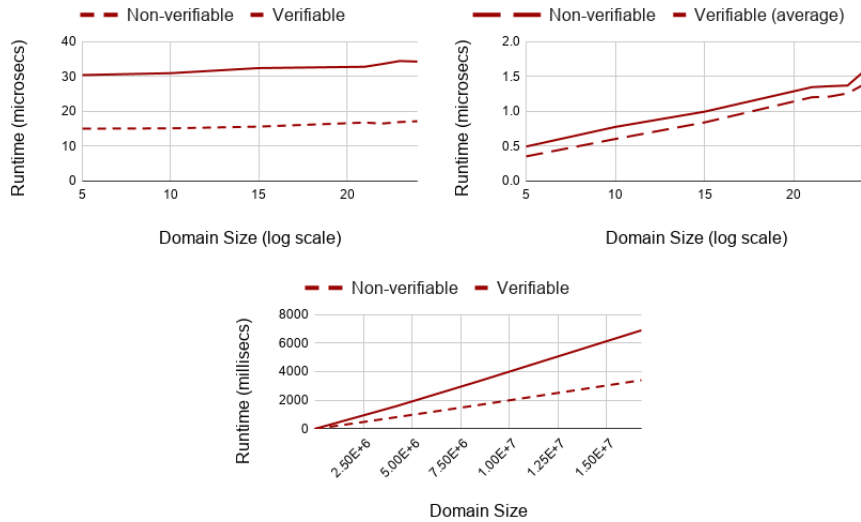 Non-verifiable Verifiable
Runtime (microsecs)
40
30
20
10
0
5 10 15 20
Domain Size (log scale)
Non-verifiable Verifiable (average)
Runtime (microsecs)
2.0
1.5
1.0
0.5
0.0
5 10 15 20
Domain Size (log scale)
Non-verifiable Verifiable
Runtime (millisecs)
8000
6000
4000
2000
0
2.50E+6 5.00E+6 7.50E+6 1.00E+7 1.25E+7 1.50E+7
Domain Size